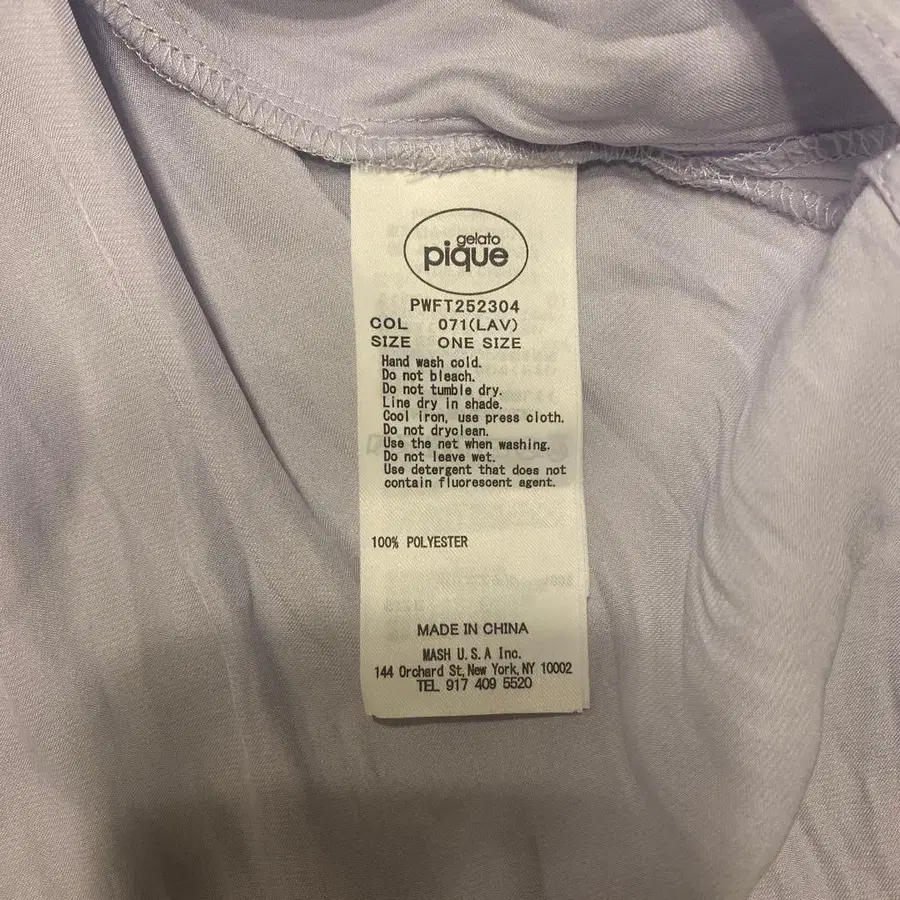 gelato
pique
PWFT252304
COL 071(LAV)
SIZE ONE SIZE
Hand wash cold.
Do not bleach.
Do not tumble dry.
Line dry in shade.
Cool iron, use press cloth.
Do not dryclean.
Use the net when washing.
Do not leave wet.
Use detergent that does not
contain fluorescent agent.
100% POLYESTER
MADE IN CHINA
MASH U.S.A Inc.
144 Orchard St, New York, NY 10002
TEL 917 409 5520